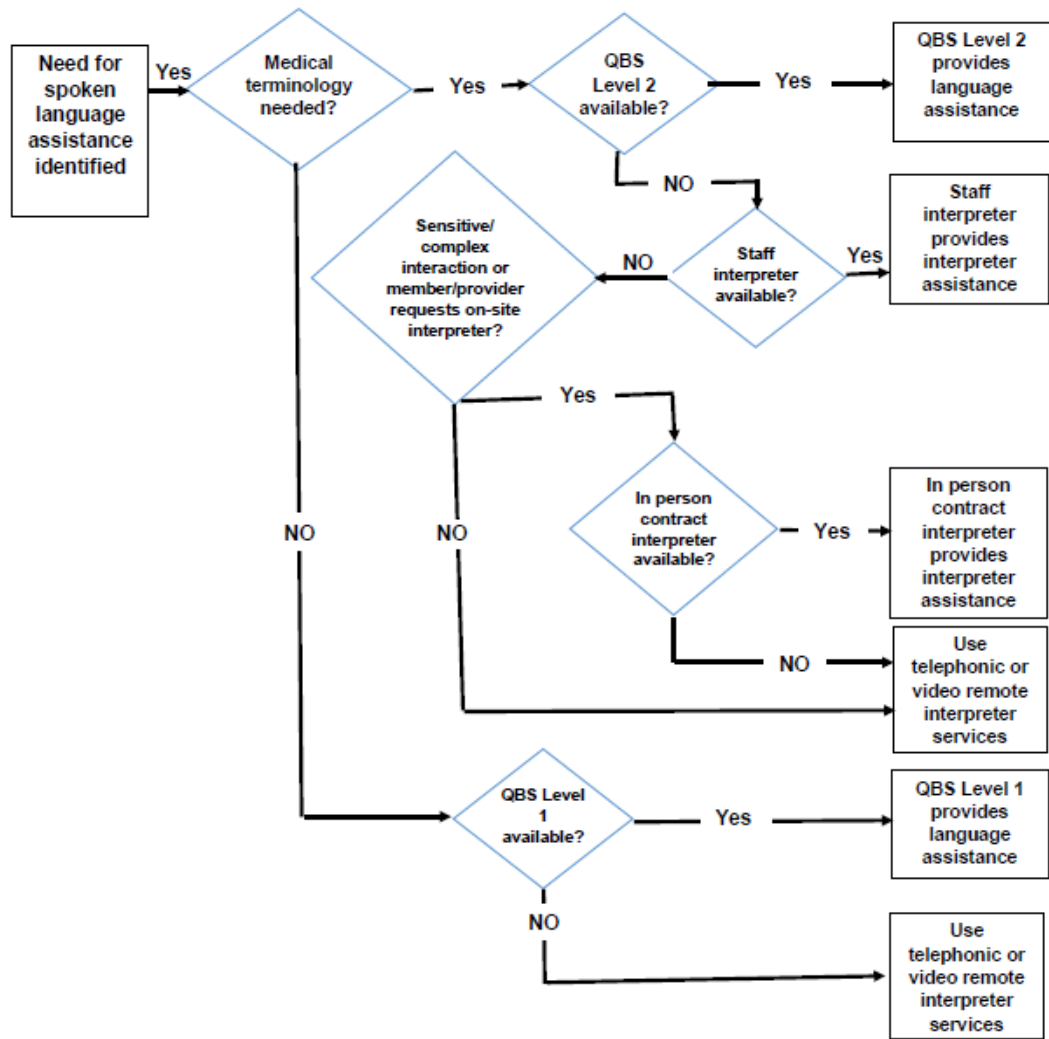 Need for
spoken
language
assistance
identified
Yes
Medical
terminology
needed?
Yes
QBS
Level 2
available?
Yes
QBS Level 2
provides
language
assistance
NO
Staff
interpreter
available?
Yes
Staff
interpreter
provides
interpreter
assistance
NO
Sensitive/
complex
interaction or
member/provider
requests on-site
interpreter?
Yes
In person
contract
interpreter
available?
Yes
In person
contract
interpreter
provides
interpreter
assistance
NO
NO
NO
Use
telephonic or
video remote
interpreter
services
QBS Level
1
available?
Yes
QBS Level 1
provides
language
assistance
NO
Use
telephonic or
video remote
interpreter
services